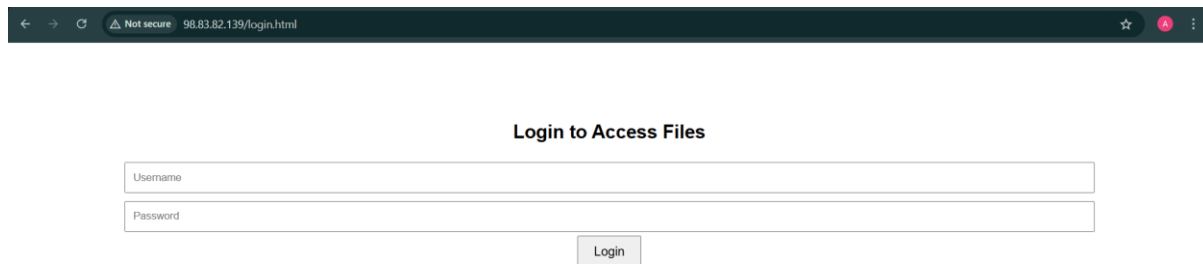 Not secure 98.83.82.139/login.html A
Login to Access Files
Username
Password
Login